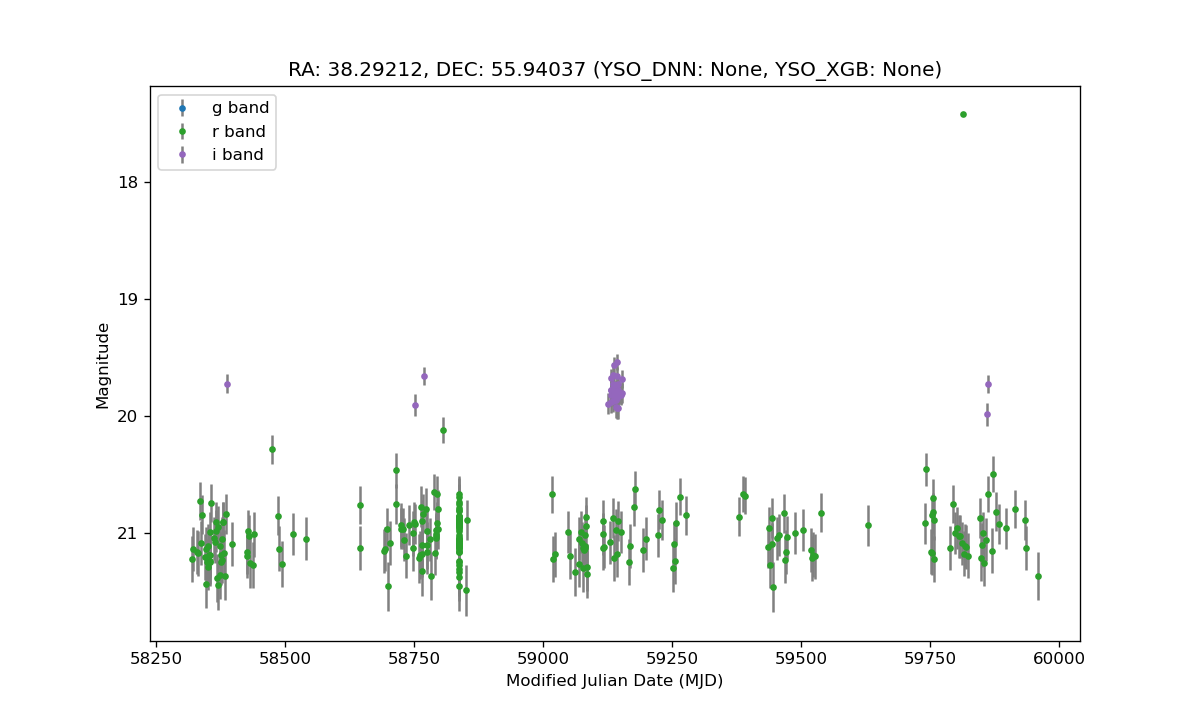 RA: 38.29212, DEC: 55.94037 (YSO_DNN: None, YSO_XGB: None)
g band
r band
i band
18
19
20
21
Magnitude
58250 58500 58750 59000 59250 59500 59750 60000
Modified Julian Date (MJD)